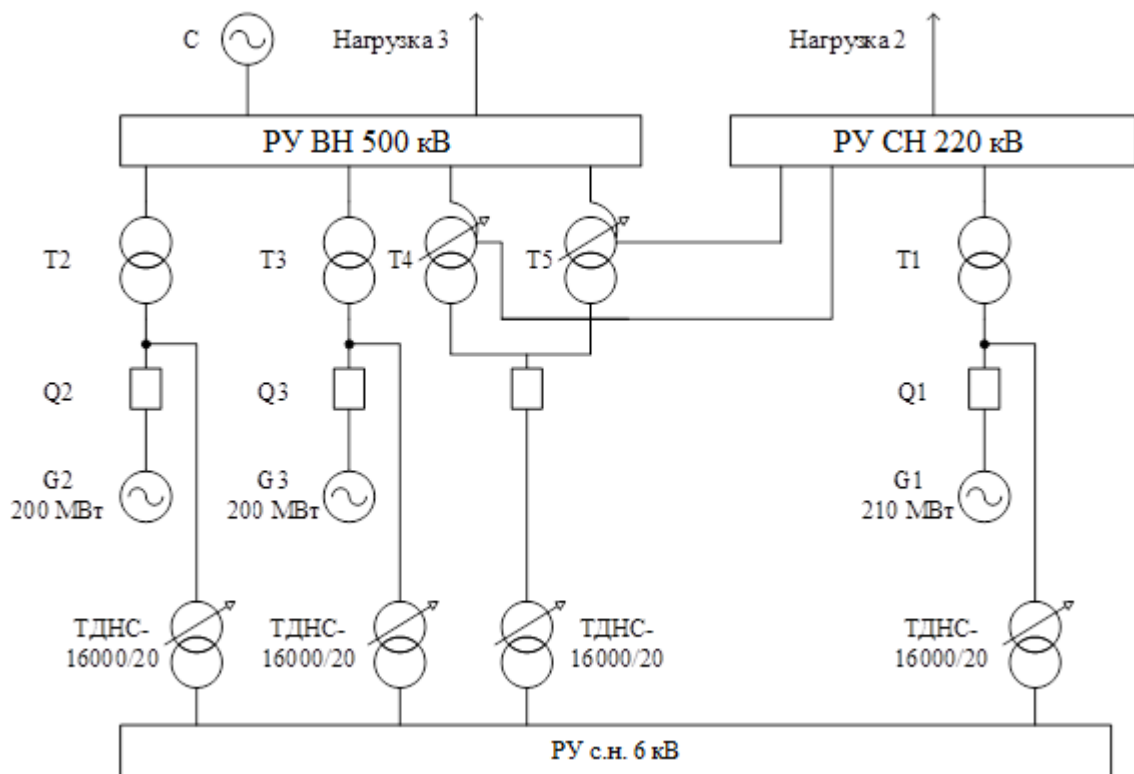 С
Нагрузка 3
Нагрузка 2
РУ ВН 500 кВ
РУ СН 220 кВ
Т2
Т3
Т4
Т5
Т1
Q2
Q3
Q1
G2
200 МВт
G3
200 МВт
G1
210 МВт
ТДНС-
16000/20
ТДНС-
16000/20
ТДНС-
16000/20
ТДНС-
16000/20
РУ с.н. 6 кВ